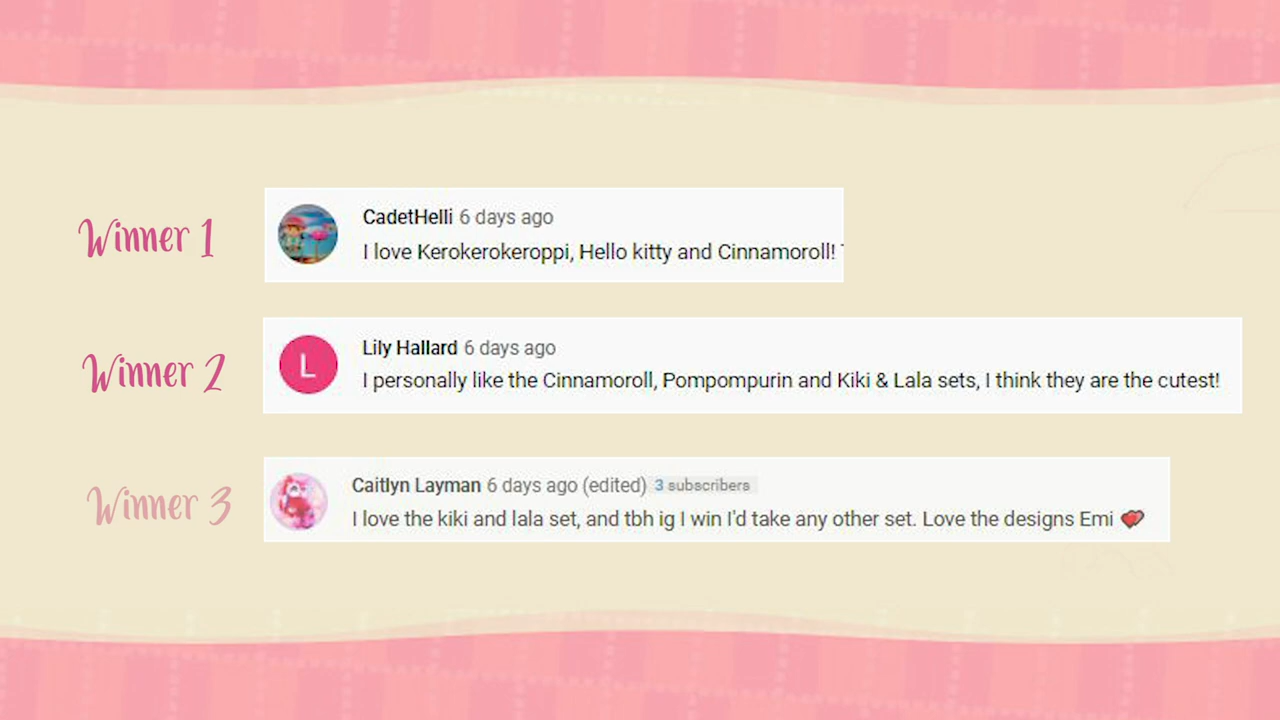 Winner 1
CadetHelli 6 days ago
I love Kerokerokeroppi, Hello kitty and Cinnamoroll!
Winner 2
L
Lily Hallard 6 days ago
I personally like the Cinnamoroll, Pompompurin and Kiki & Lala sets, I think they are the cutest!
Winner 3
Caitlyn Layman 6 days ago (edited) 3 subscribers
I love the kiki and lala set, and tbh ig I win I'd take any other set. Love the designs Emi 💕